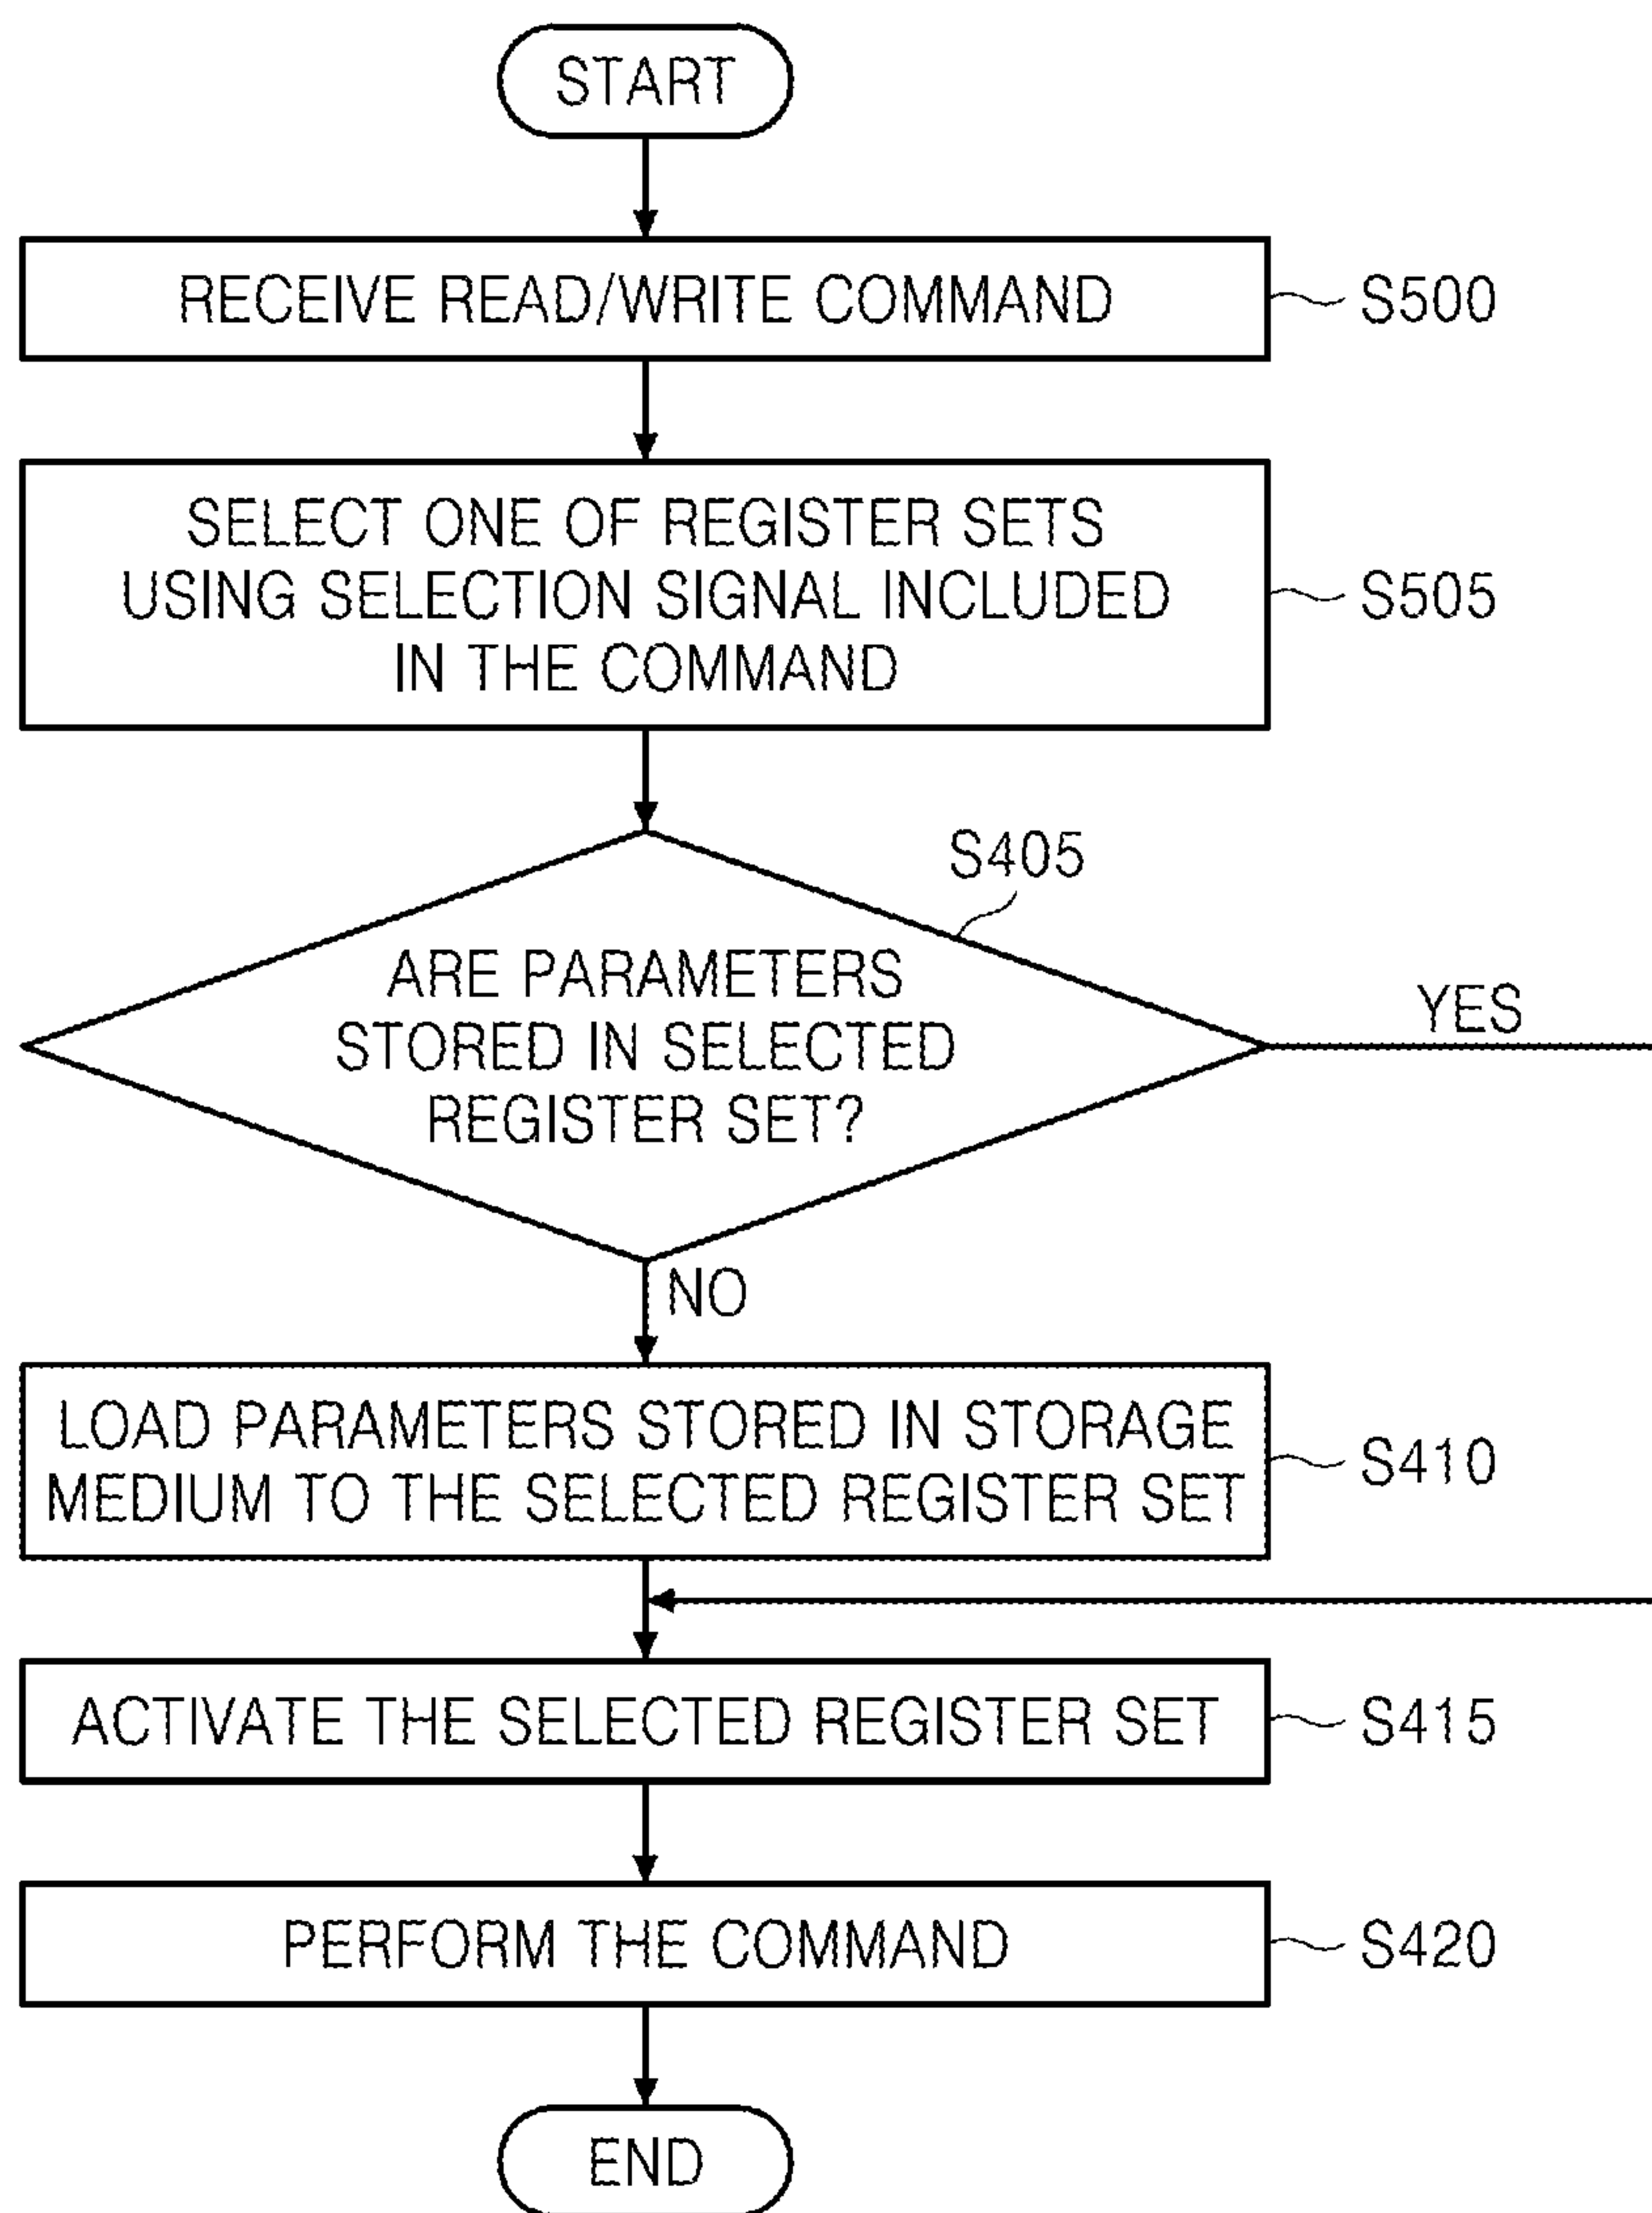 START
RECEIVE READ/WRITE COMMAND
S500
SELECT ONE OF REGISTER SETS
USING SELECTION SIGNAL INCLUDED
IN THE COMMAND
S505
S405
ARE PARAMETERS
STORED IN SELECTED
REGISTER SET?
YES
NO
LOAD PARAMETERS STORED IN STORAGE
MEDIUM TO THE SELECTED REGISTER SET
S410
ACTIVATE THE SELECTED REGISTER SET
S415
PERFORM THE COMMAND
S420
END